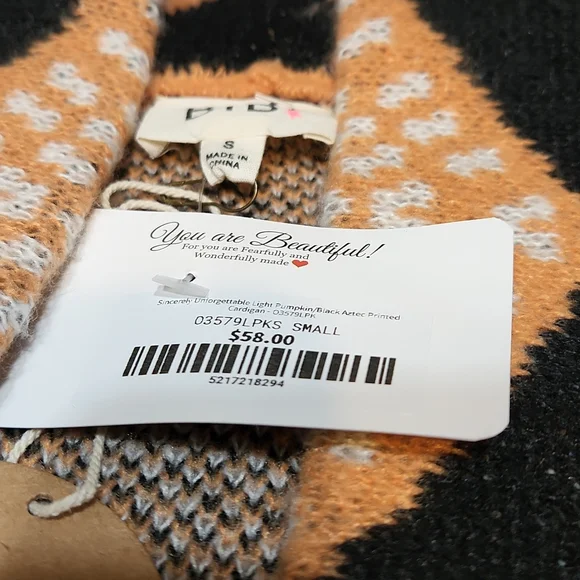 S
MADE IN
CHINA
You are Beautiful!
For you are Fearfully and
Wonderfully made
Sincerely Unforgettable Light Pumpkin/Black Aztec Printed
Cardigan - 03579LPK
03579LPKS SMALL
$58.00
5217218294